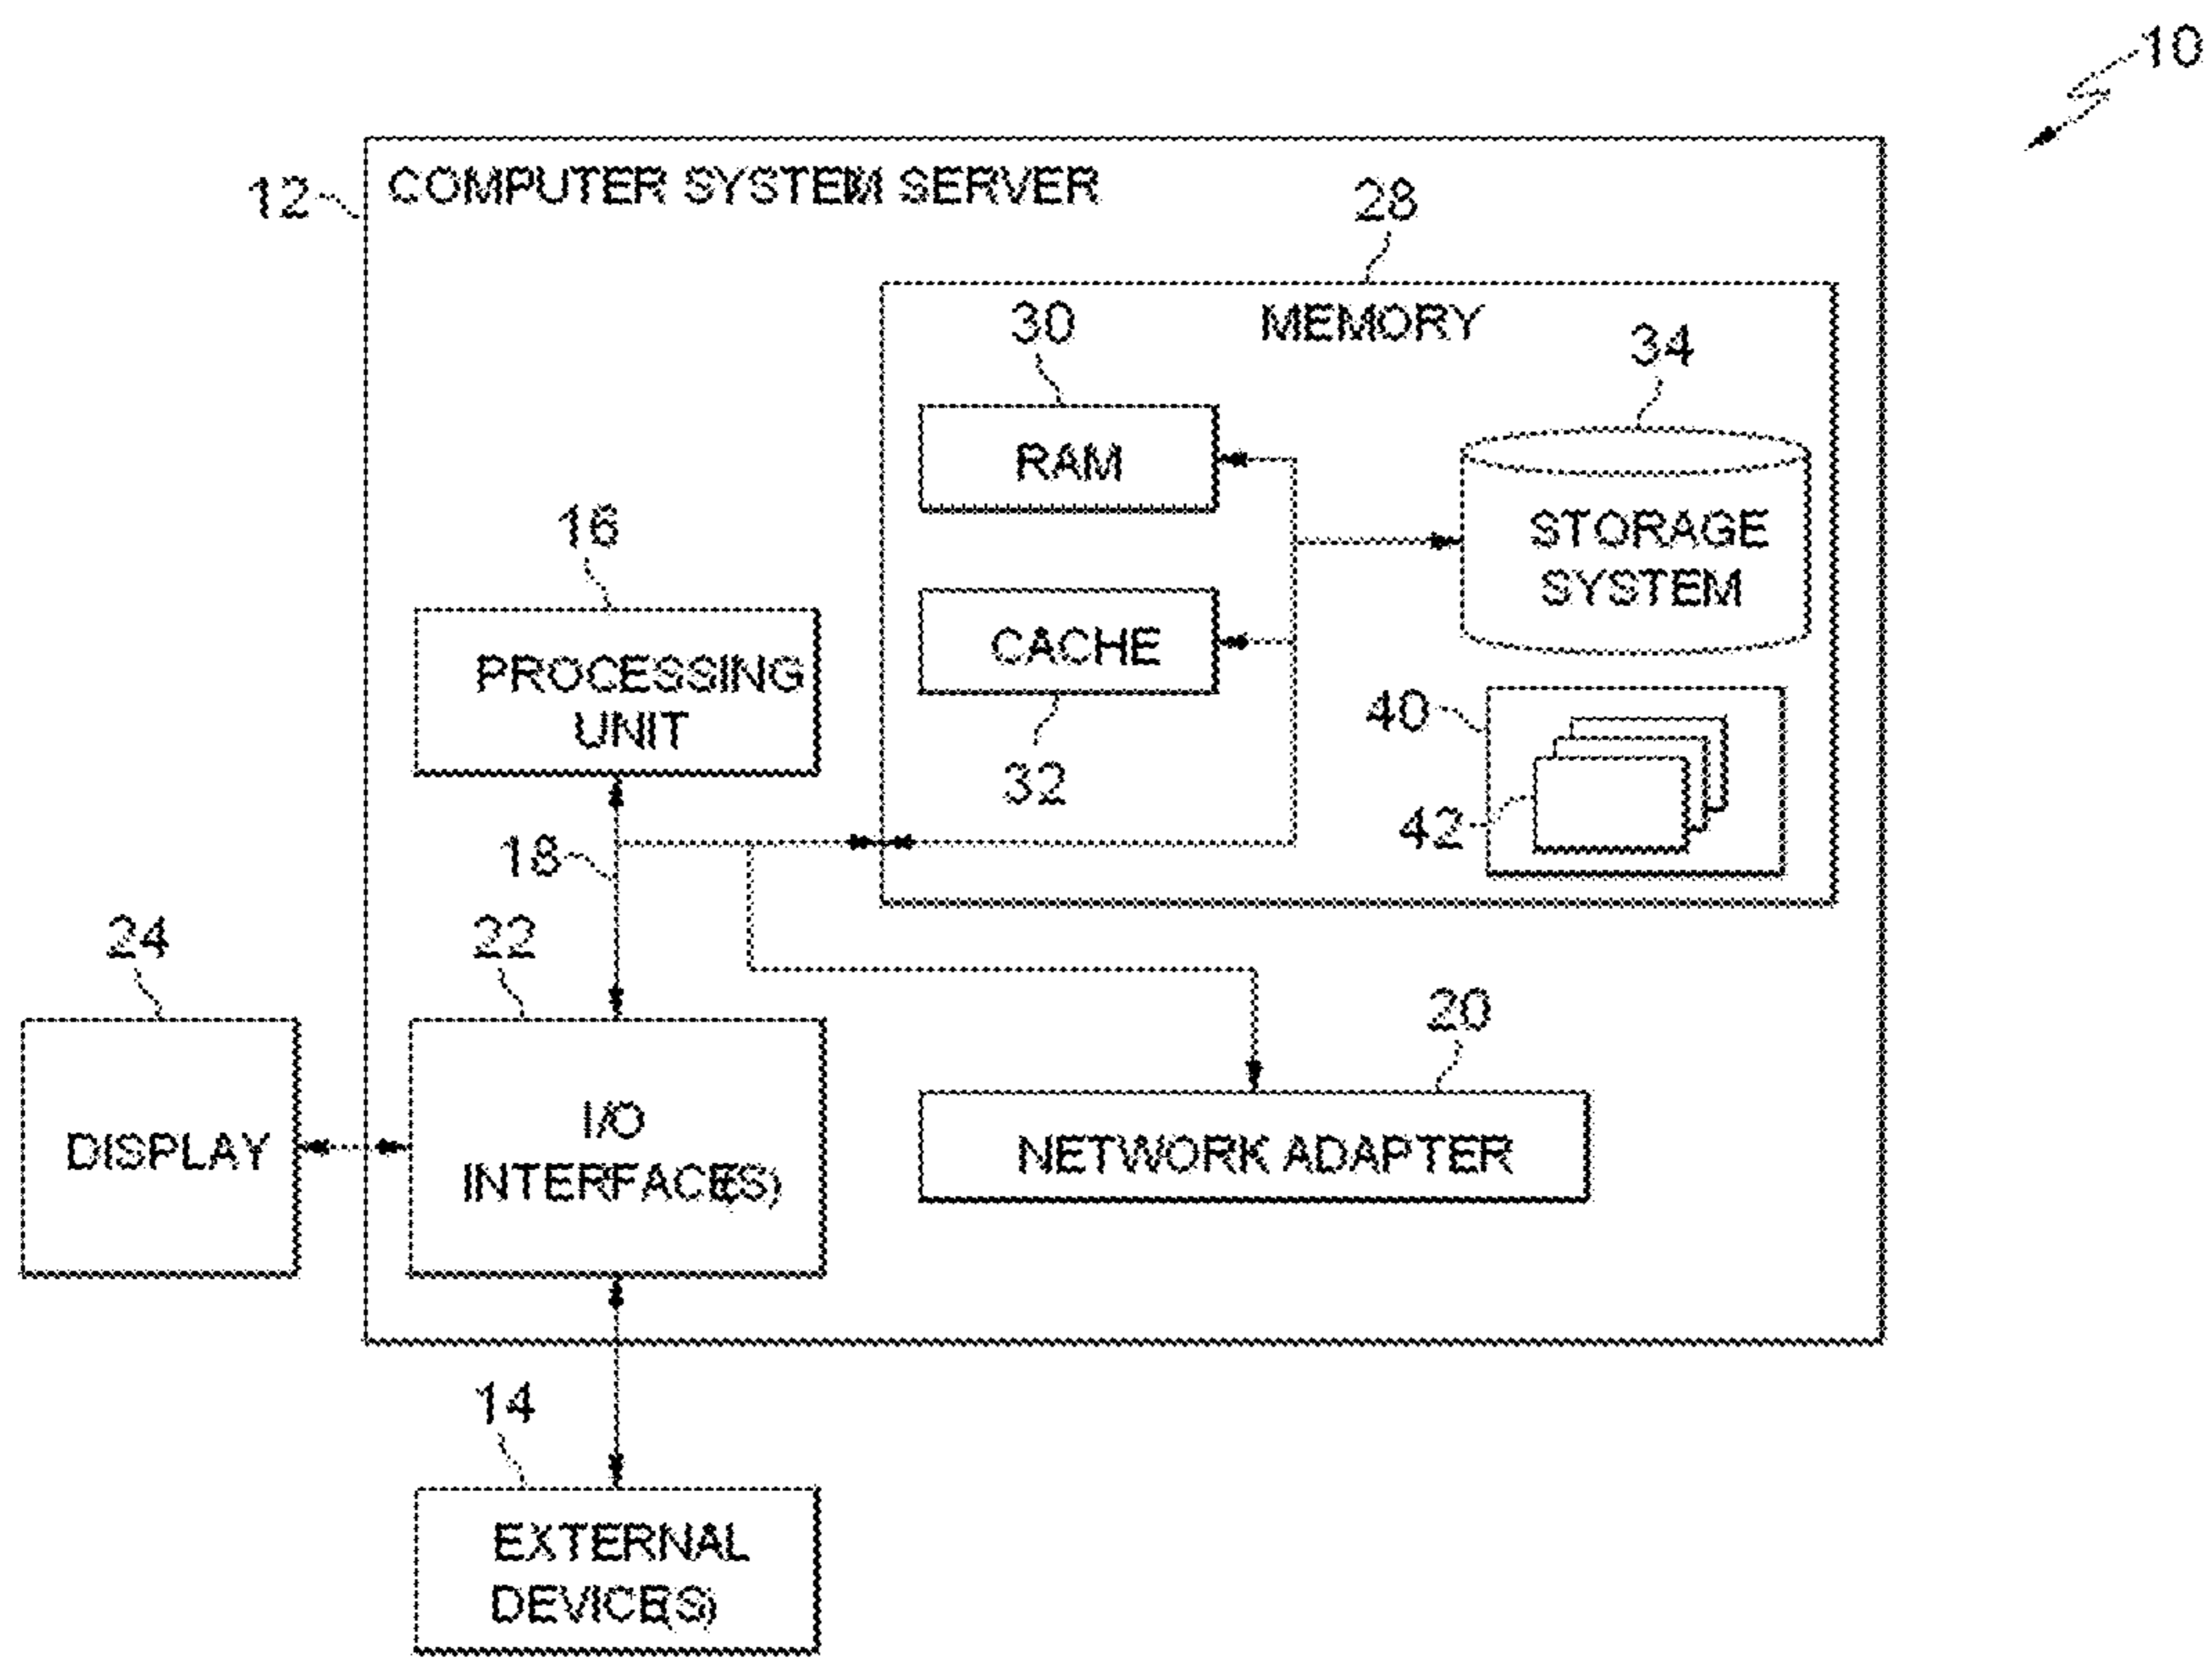 10
12
COMPUTER SYSTEM SERVER
28
MEMORY
30
34
RAM
STORAGE
SYSTEM
16
CACHE
PROCESSING
UNIT
32
40
42
18
24
22
20
DISPLAY
I/O
INTERFACE(S)
NETWORK ADAPTER
14
EXTERNAL
DEVICE(S)